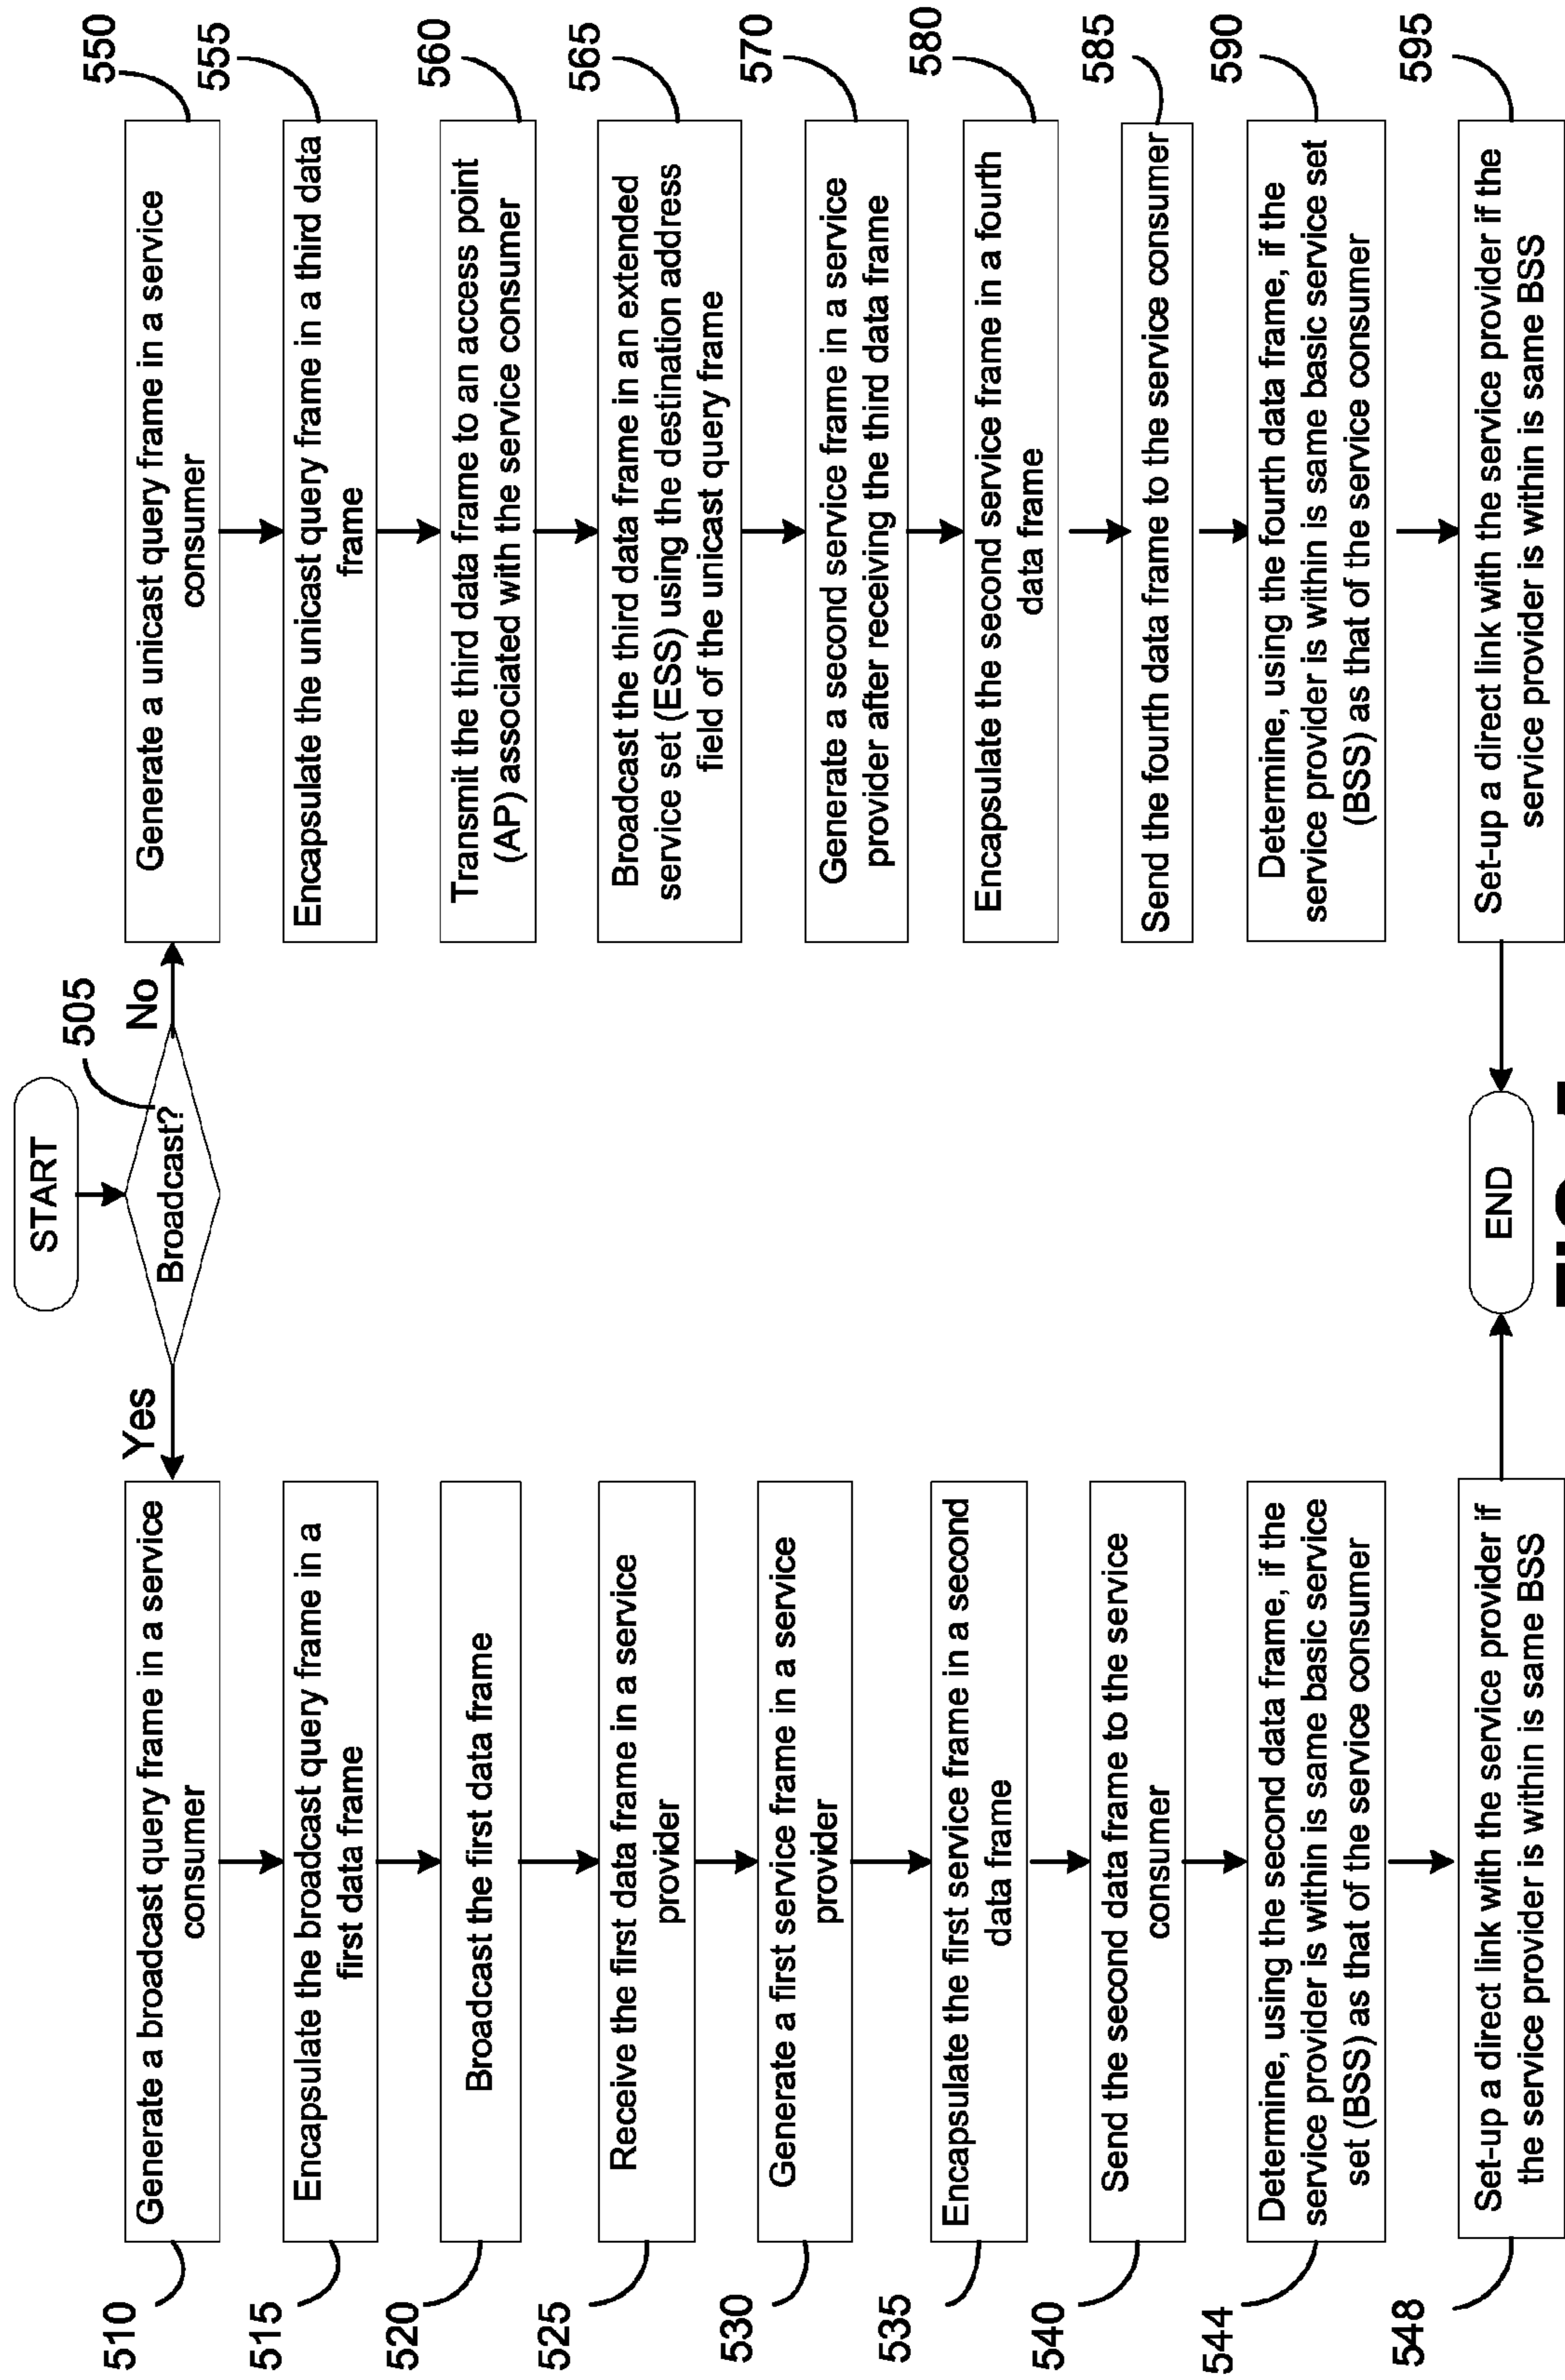 START
505
Broadcast?
Yes
No
510
Generate a broadcast query frame in a service
consumer
515
Encapsulate the broadcast query frame in a
first data frame
520
Broadcast the first data frame
525
Receive the first data frame in a service
provider
530
Generate a first service frame in a service
provider
535
Encapsulate the first service frame in a second
data frame
540
Send the second data frame to the service
consumer
544
Determine, using the second data frame, if the
service provider is within is same basic service
set (BSS) as that of the service consumer
548
Set-up a direct link with the service provider if
the service provider is within is same BSS
550
Generate a unicast query frame in a service
consumer
555
Encapsulate the unicast query frame in a third data
frame
560
Transmit the third data frame to an access point
(AP) associated with the service consumer
565
Broadcast the third data frame in an extended
service set (ESS) using the destination address
field of the unicast query frame
570
Generate a second service frame in a service
provider after receiving the third data frame
580
Encapsulate the second service frame in a fourth
data frame
585
Send the fourth data frame to the service consumer
590
Determine, using the fourth data frame, if the
service provider is within is same basic service set
(BSS) as that of the service consumer
595
Set-up a direct link with the service provider if the
service provider is within is same BSS
END